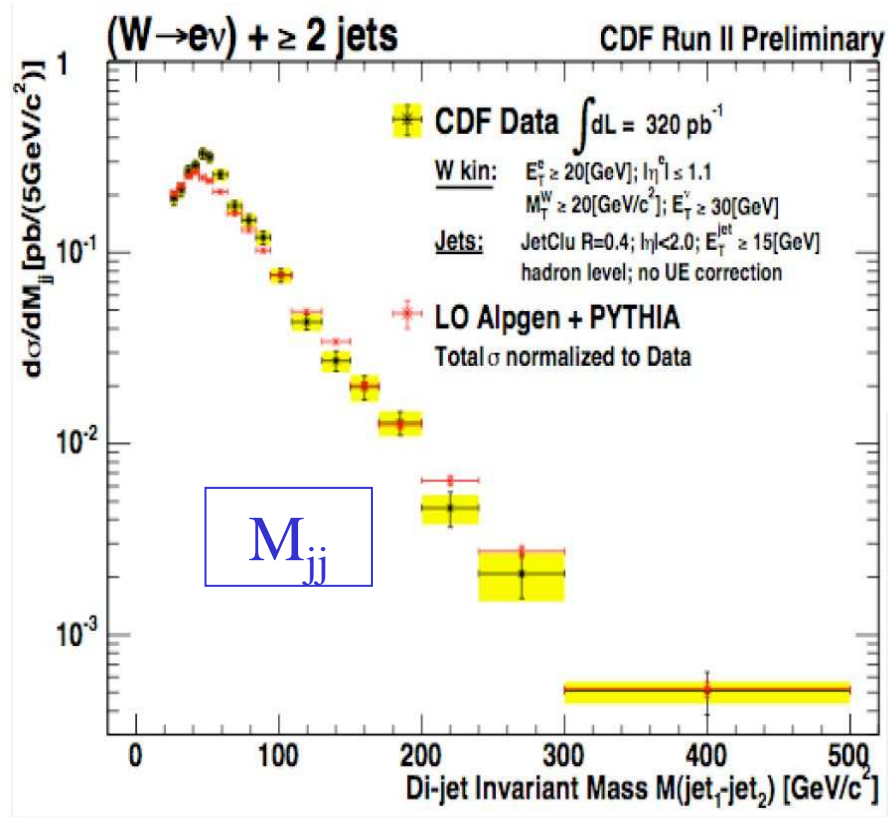 (W→eν) + ≥ 2 jets
CDF Run II Preliminary
dσ/dM_jj [pb/(5GeV/c²)]
1
10⁻¹
10⁻²
10⁻³
CDF Data ∫dL = 320 pb⁻¹
W kin: E_T^e ≥ 20[GeV]; |η^e| ≤ 1.1
M_T^W ≥ 20[GeV/c²]; E_T^ν ≥ 30[GeV]
Jets: JetClu R=0.4; |η|<2.0; E_T^jet ≥ 15[GeV]
hadron level; no UE correction
LO Alpgen + PYTHIA
Total σ normalized to Data
M_jj
0 100 200 300 400 500
Di-jet Invariant Mass M(jet₁-jet₂) [GeV/c²]